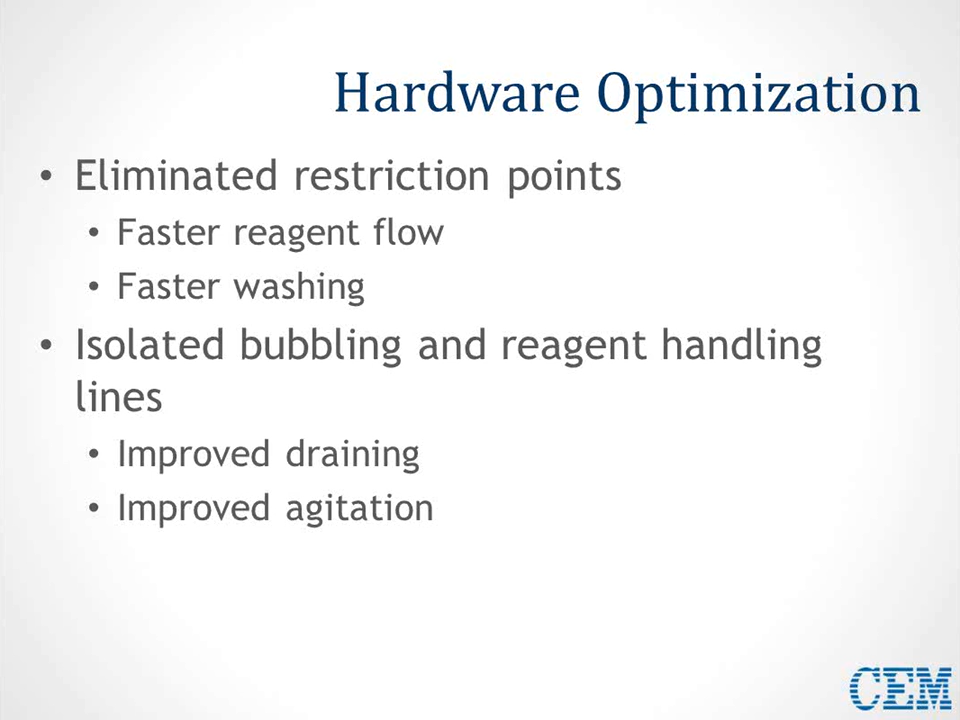 Hardware Optimization
• Eliminated restriction points
• Faster reagent flow
• Faster washing
• Isolated bubbling and reagent handling
lines
• Improved draining
• Improved agitation
CEM